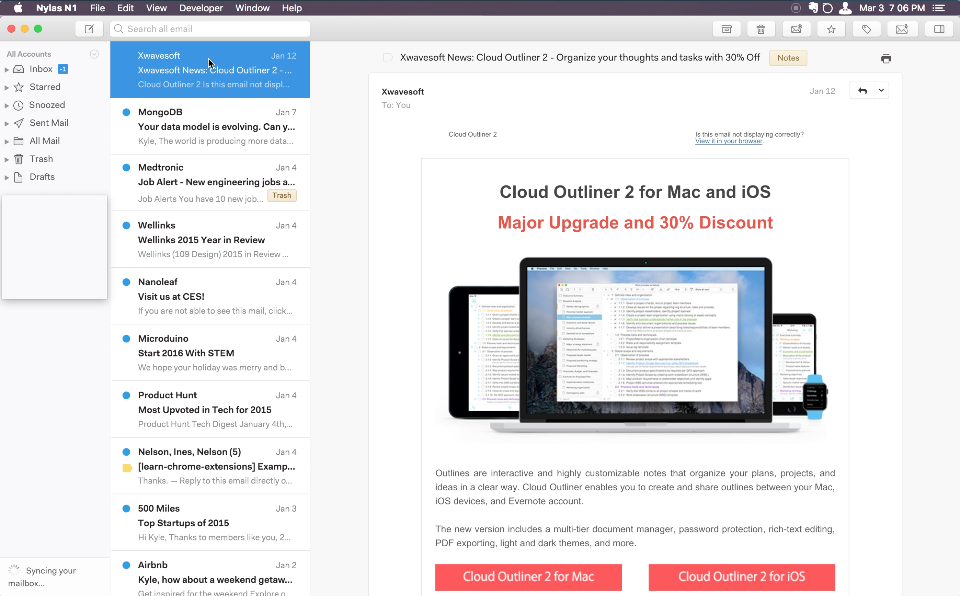 Nylas N1 File Edit View Developer Window Help
Mar 3 7:06 PM
Search all email
All Accounts
Inbox -1
Starred
Snoozed
Sent Mail
All Mail
Trash
Drafts
Syncing your
mailbox...
Xwavesoft Jan 12
Xwavesoft News: Cloud Outliner 2 - ...
Cloud Outliner 2 Is this email not displ...
MongoDB Jan 7
Your data model is evolving. Can y...
Kyle, The world is producing more data...
Medtronic Jan 4
Job Alert - New engineering jobs a...
Job Alerts You have 10 new job... Trash
Wellinks Jan 4
Wellinks 2015 Year in Review
Wellinks (109 Design) 2015 in Review ...
Nanoleaf Jan 4
Visit us at CES!
If you are not able to see this mail, click...
Microduino Jan 4
Start 2016 With STEM
We hope your holiday was merry and b...
Product Hunt Jan 4
Most Upvoted in Tech for 2015
Product Hunt Tech Digest January 4th,...
Nelson, Ines, Nelson (5) Jan 4
[learn-chrome-extensions] Examp...
Thanks. — Reply to this email directly o...
500 Miles Jan 3
Top Startups of 2015
Hi Kyle, Thanks to members like you, 2...
Airbnb Jan 2
Kyle, how about a weekend getaw...
Get inspired for the weekend Explore o
Xwavesoft News: Cloud Outliner 2 - Organize your thoughts and tasks with 30% Off Notes
Xwavesoft Jan 12
To: You
Cloud Outliner 2
Is this email not displaying correctly?
View it in your browser.
Cloud Outliner 2 for Mac and iOS
Major Upgrade and 30% Discount
Outlines are interactive and highly customizable notes that organize your plans, projects, and
ideas in a clear way. Cloud Outliner enables you to create and share outlines between your Mac,
iOS devices, and Evernote account.
The new version includes a multi-tier document manager, password protection, rich-text editing,
PDF exporting, light and dark themes, and more.
Cloud Outliner 2 for Mac
Cloud Outliner 2 for iOS